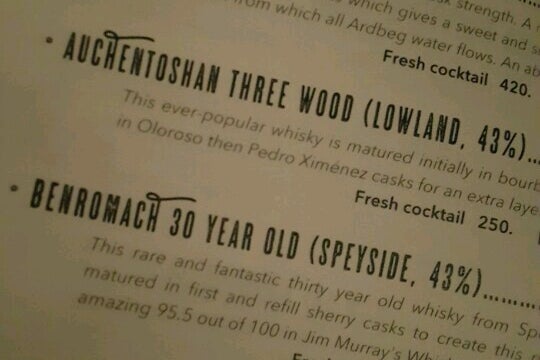 strength. A
which gives a sweet and
from which all Ardbeg water flows. An
Fresh cocktail 420.
• AUCHENTOSHAN THREE WOOD (LOWLAND, 43%)...
This ever-popular whisky is matured initially in
in Oloroso then Pedro Ximénez casks for an extra
Fresh cocktail 250.
• BENROMACH 30 YEAR OLD (SPEYSIDE, 43%)..........
This rare and fantastic thirty year old whisky from
matured in first and refill sherry casks to create this
amazing 95.5 out of 100 in Jim Murray's